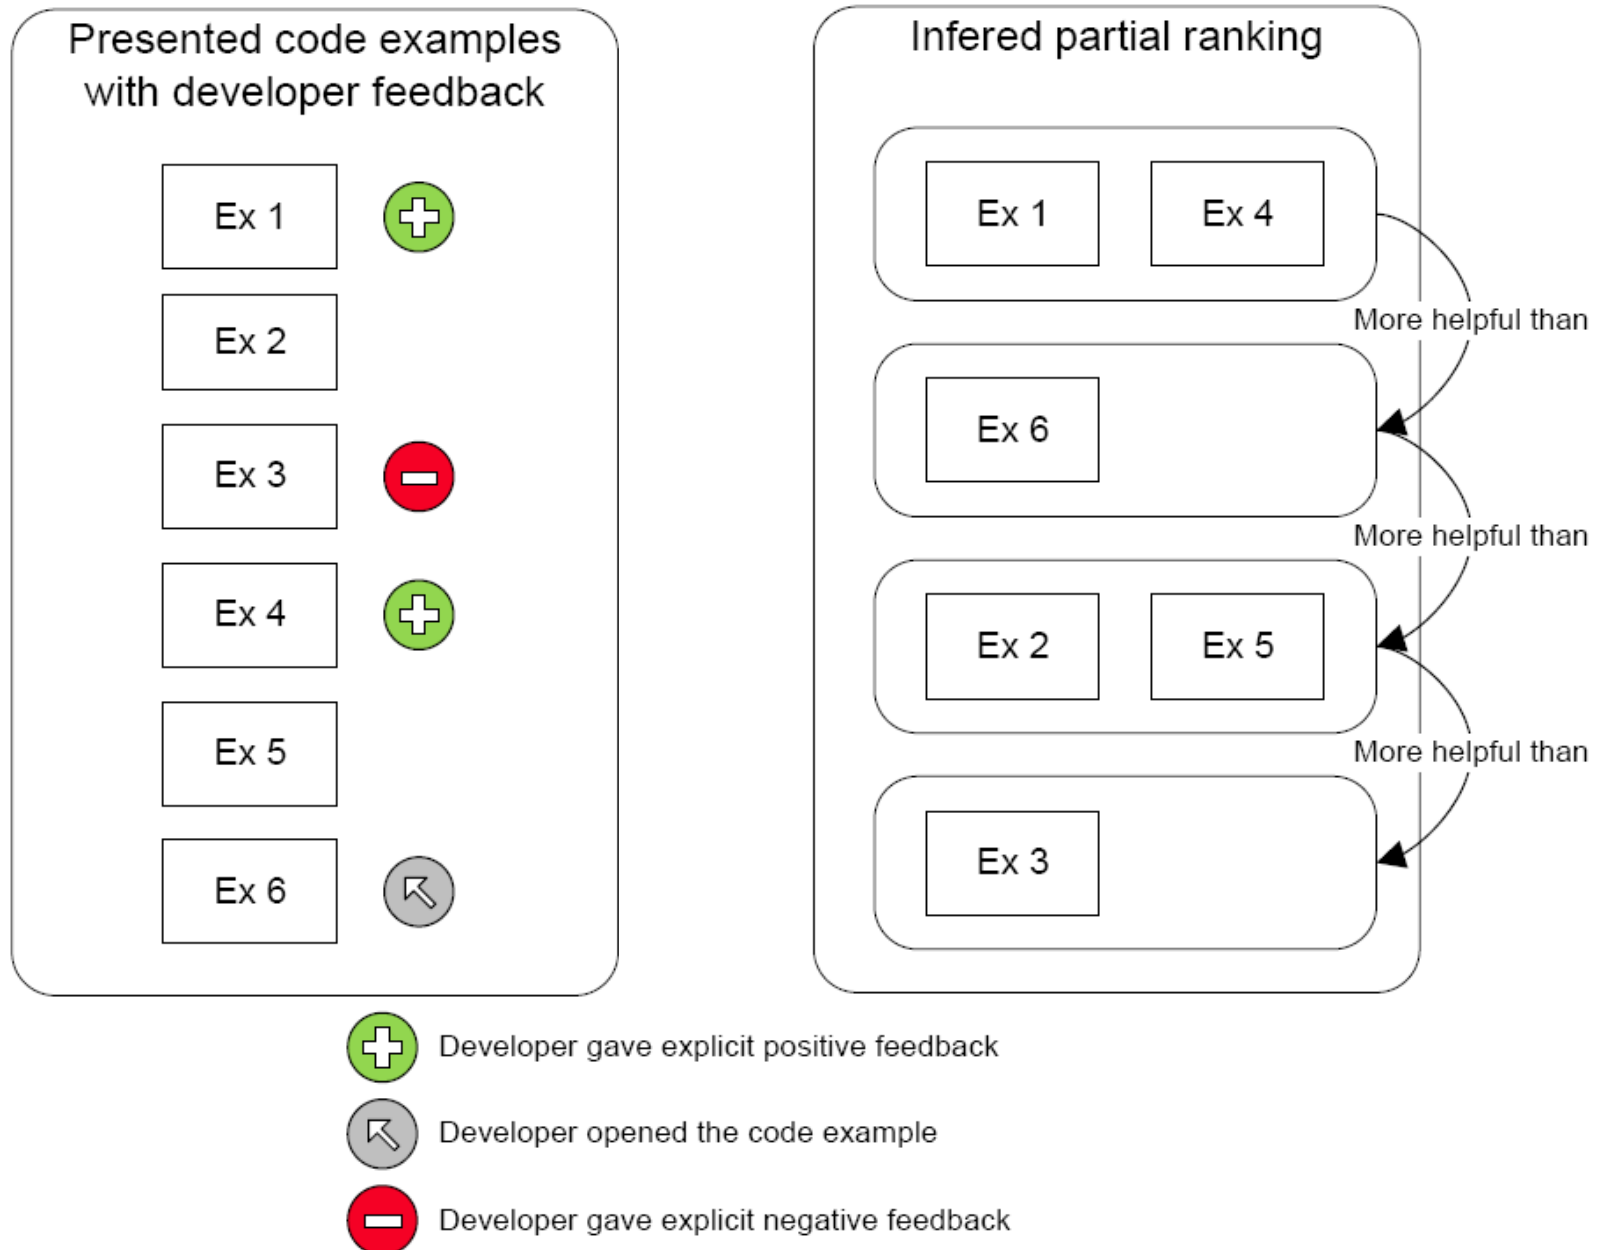 Presented code examples
with developer feedback
Ex 1
Ex 2
Ex 3
Ex 4
Ex 5
Ex 6
Infered partial ranking
Ex 1 Ex 4
More helpful than
Ex 6
More helpful than
Ex 2 Ex 5
More helpful than
Ex 3
Developer gave explicit positive feedback
Developer opened the code example
Developer gave explicit negative feedback